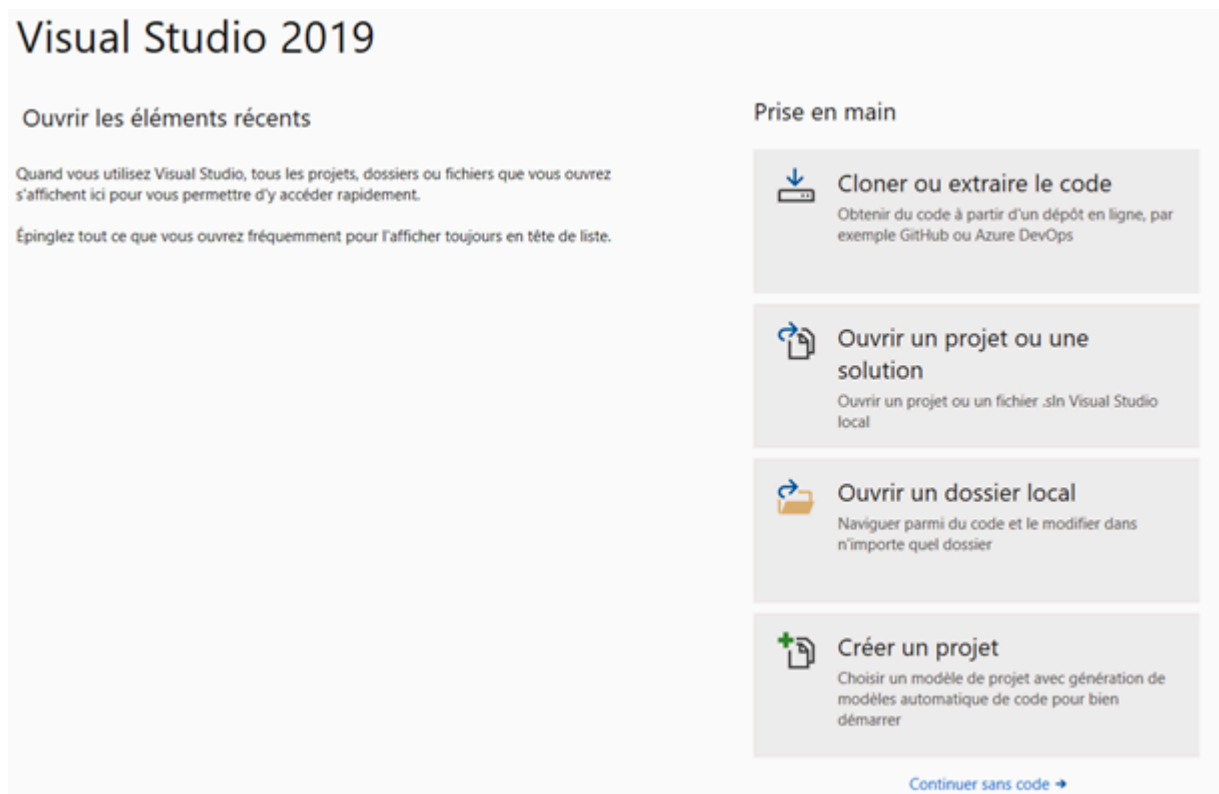 Visual Studio 2019
Ouvrir les éléments récents
Quand vous utilisez Visual Studio, tous les projets, dossiers ou fichiers que vous ouvrez
s'affichent ici pour vous permettre d'y accéder rapidement.
Épinglez tout ce que vous ouvrez fréquemment pour l'afficher toujours en tête de liste.
Prise en main
Cloner ou extraire le code
Obtenir du code à partir d'un dépôt en ligne, par
exemple GitHub ou Azure DevOps
Ouvrir un projet ou une
solution
Ouvrir un projet ou un fichier .sln Visual Studio
local
Ouvrir un dossier local
Naviguer parmi du code et le modifier dans
n'importe quel dossier
Créer un projet
Choisir un modèle de projet avec génération de
modèles automatique de code pour bien
démarrer
Continuer sans code →